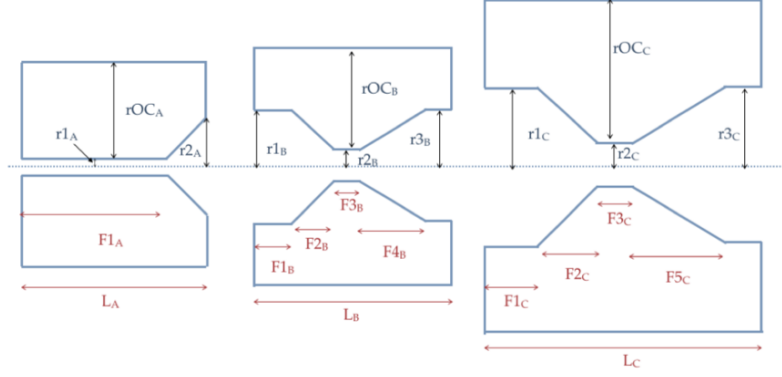 rOC_A
r1_A
r2_A
F1_A
L_A
rOC_B
r1_B
r2_B
r3_B
F3_B
F2_B
F1_B
F4_B
L_B
rOC_C
r1_C
r2_C
r3_C
F3_C
F2_C
F1_C
F5_C
L_C